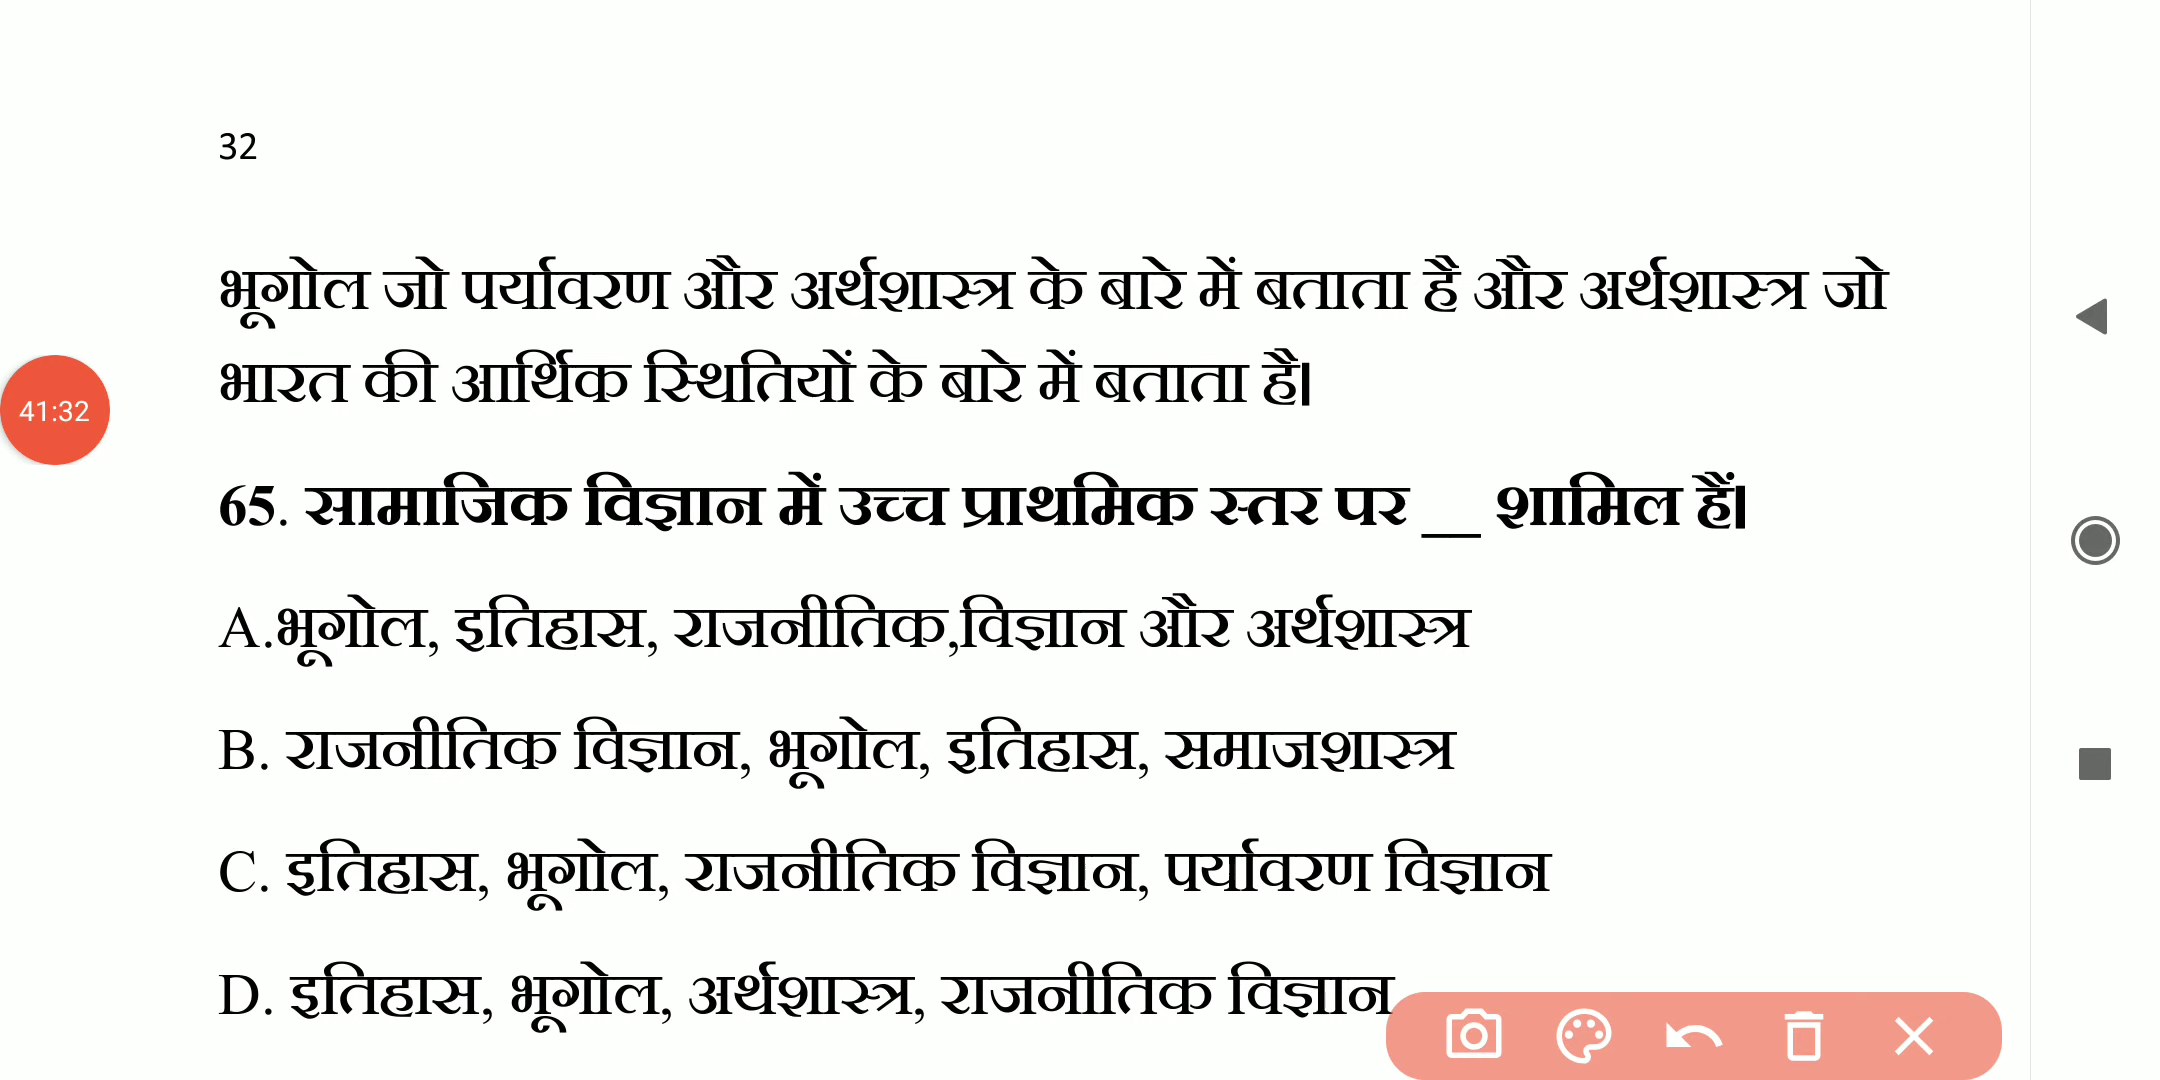 32
भूगोल जो पर्यावरण और अर्थशास्त्र के बारे में बताता है और अर्थशास्त्र जो
भारत की आर्थिक स्थितियों के बारे में बताता है|
41:32
65. सामाजिक विज्ञान में उच्च प्राथमिक स्तर पर __ शामिल हैं|
A.भूगोल, इतिहास, राजनीतिक,विज्ञान और अर्थशास्त्र
B. राजनीतिक विज्ञान, भूगोल, इतिहास, समाजशास्त्र
C. इतिहास, भूगोल, राजनीतिक विज्ञान, पर्यावरण विज्ञान
D. इतिहास, भूगोल, अर्थशास्त्र, राजनीतिक विज्ञान